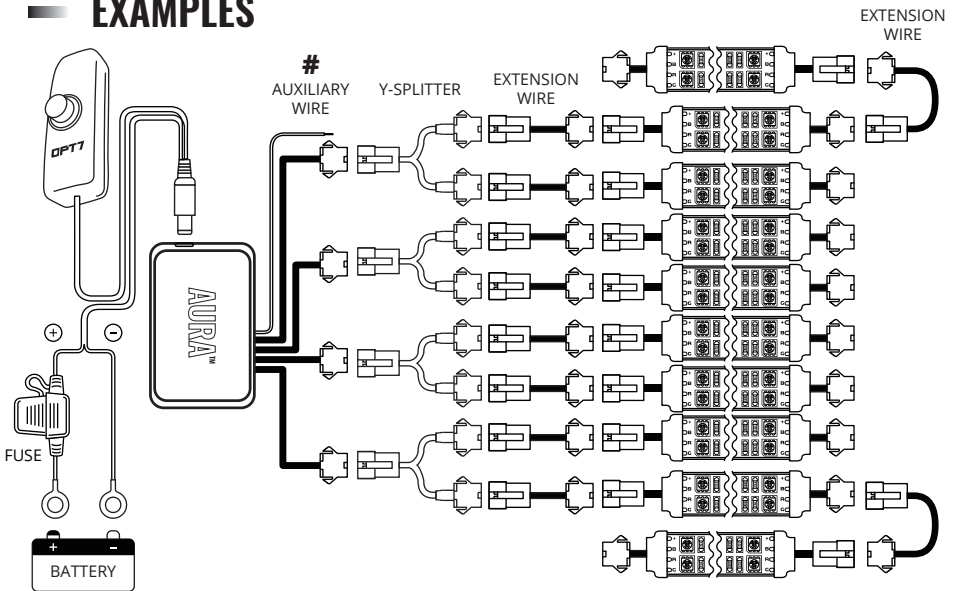 EXAMPLES
EXTENSION
WIRE
#
AUXILIARY
WIRE
Y-SPLITTER
EXTENSION
WIRE
OPT7
AURA™
+
-
FUSE
+
-
BATTERY